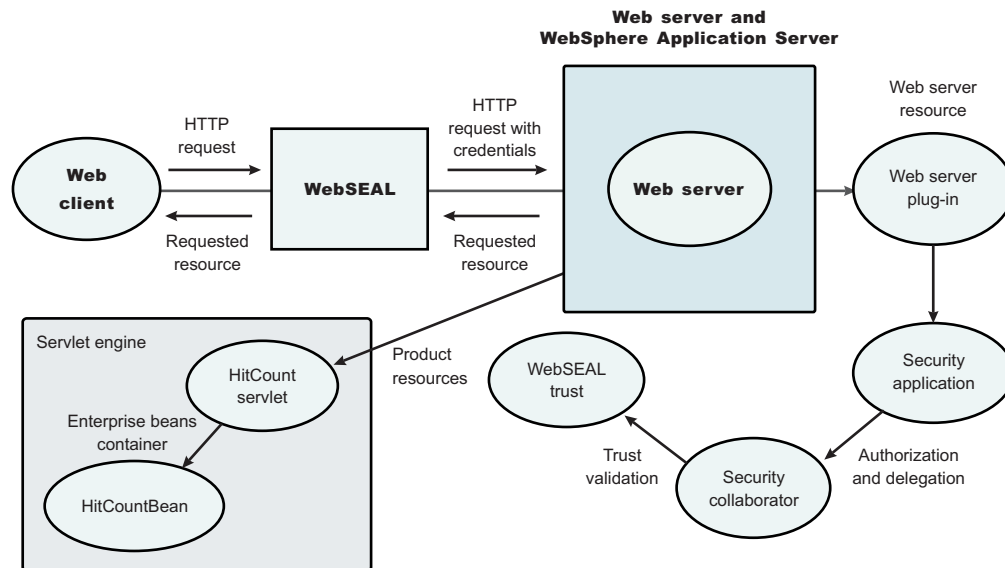 Web server and
WebSphere Application Server
Web server
resource
HTTP
request
HTTP
request with
credentials
Web
client
WebSEAL
Web server
Web server
plug-in
Requested
resource
Requested
resource
Servlet engine
HitCount
servlet
Product
resources
WebSEAL
trust
Security
application
Enterprise beans
container
Trust
validation
Security
collaborator
Authorization
and delegation
HitCountBean